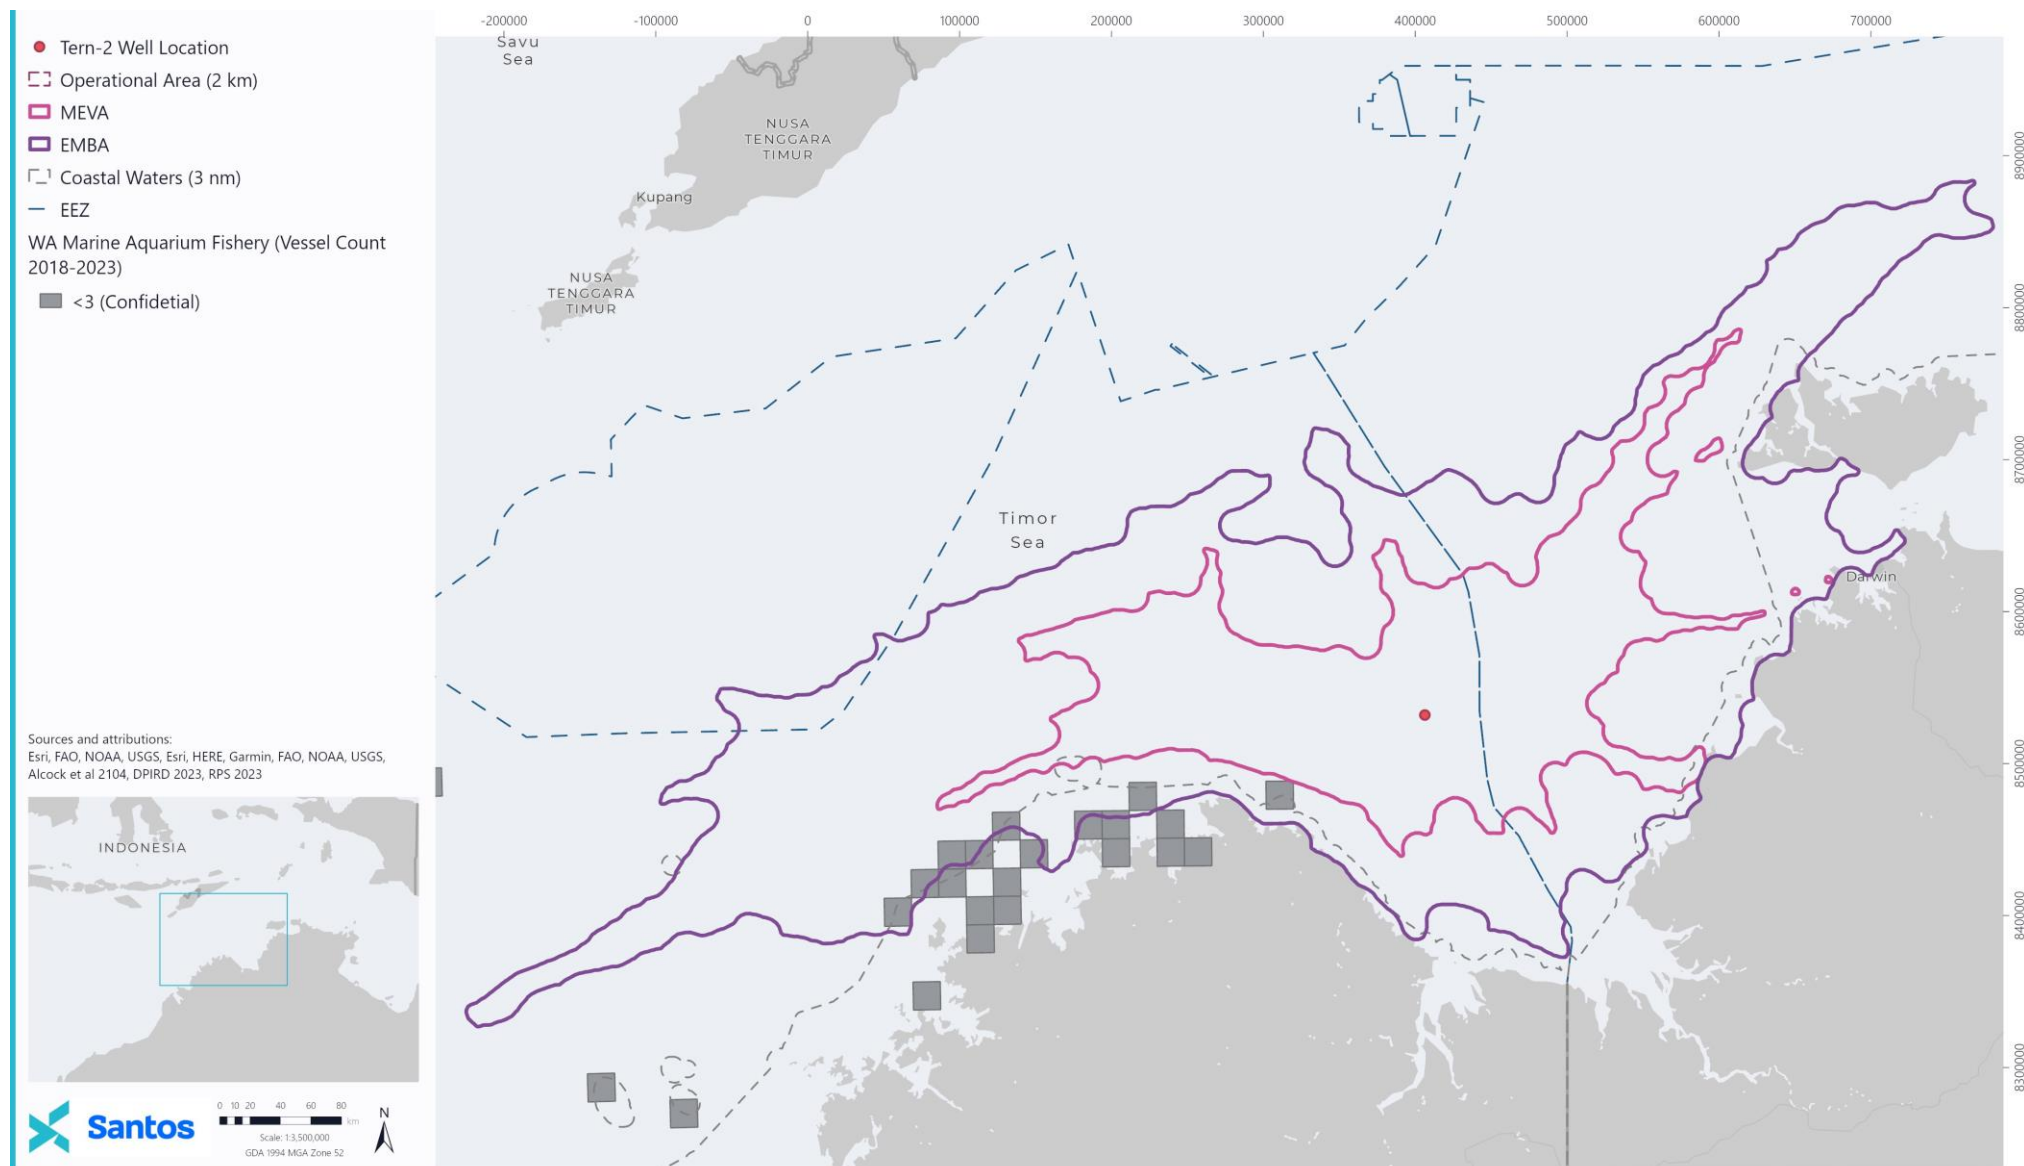 -200000
-100000
0
100000
200000
300000
400000
500000
600000
700000
Tern-2 Well Location
Operational Area (2 km)
MEVA
EMBA
Coastal Waters (3 nm)
EEZ
WA Marine Aquarium Fishery (Vessel Count
2018-2023)
<3 (Confidetial)
Savu
Sea
NUSA
TENGGARA
TIMUR
Kupang
NUSA
TENGGARA
TIMUR
Timor
Sea
Darwin
8900000
8800000
8700000
8600000
8500000
8400000
8300000
Sources and attributions:
Esri, FAO, NOAA, USGS, Esri, HERE, Garmin, FAO, NOAA, USGS,
Alcock et al 2104, DPIRD 2023, RPS 2023
INDONESIA
Santos
0 10 20 40 60 80
km
Scale: 1:3,500,000
GDA 1994 MGA Zone 52
N